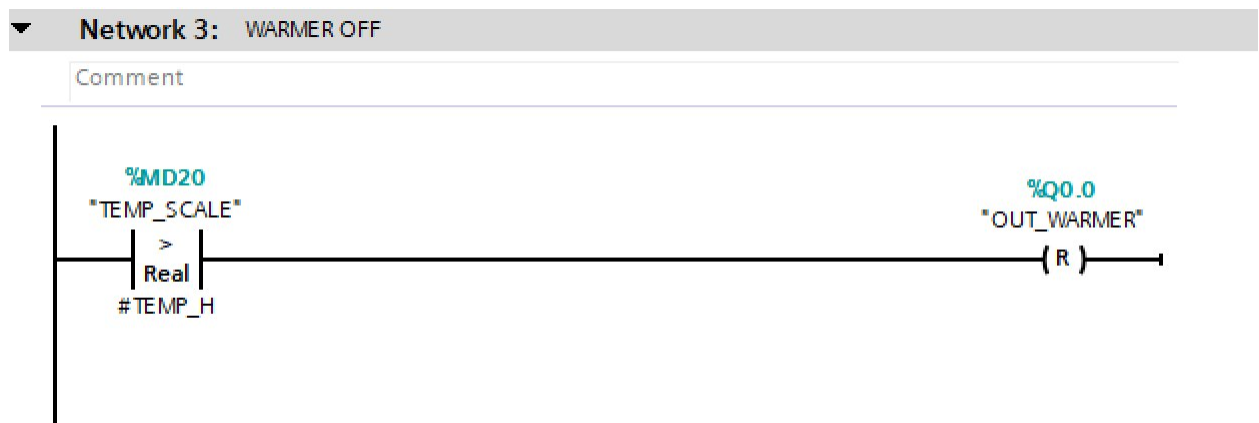 Network 3: WARMER OFF
Comment
%MD20
"TEMP_SCALE"
>
Real
#TEMP_H
%Q0.0
"OUT_WARMER"
( R )